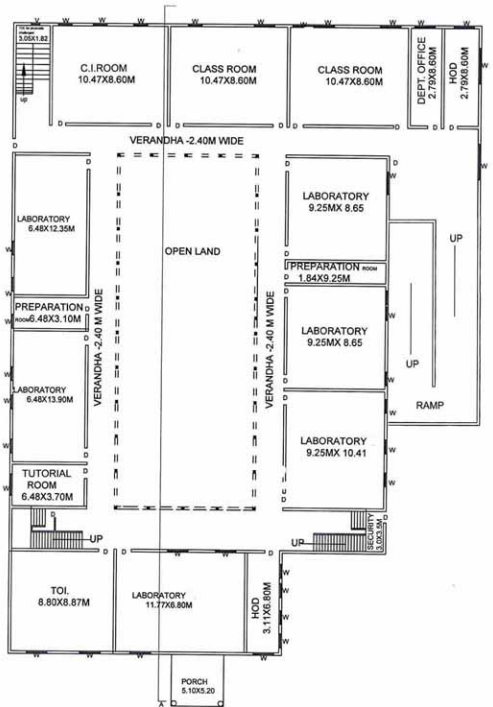 3.05X1.82
up
C.I.ROOM
10.47X8.60M
CLASS ROOM
10.47X8.60M
CLASS ROOM
10.47X8.60M
DEPT. OFFICE
2.79X8.60M
HOD
2.79X8.60M
VERANDHA -2.40M WIDE
LABORATORY
6.48X12.35M
OPEN LAND
LABORATORY
9.25MX 8.65
UP
PREPARATION ROOM
1.84X9.25M
PREPARATION
ROOM 6.48X3.10M
VERANDHA -2.40 M WIDE
VERANDHA -2.40 M WIDE
LABORATORY
9.25MX 8.65
UP
RAMP
LABORATORY
6.48X13.90M
LABORATORY
9.25MX 10.41
TUTORIAL
ROOM
6.48X3.70M
UP
UP
SECURITY
3.0X3.5M
TOI.
8.80X8.87M
LABORATORY
11.77X6.80M
HOD
3.11X6.80M
PORCH
5.10X5.20
A